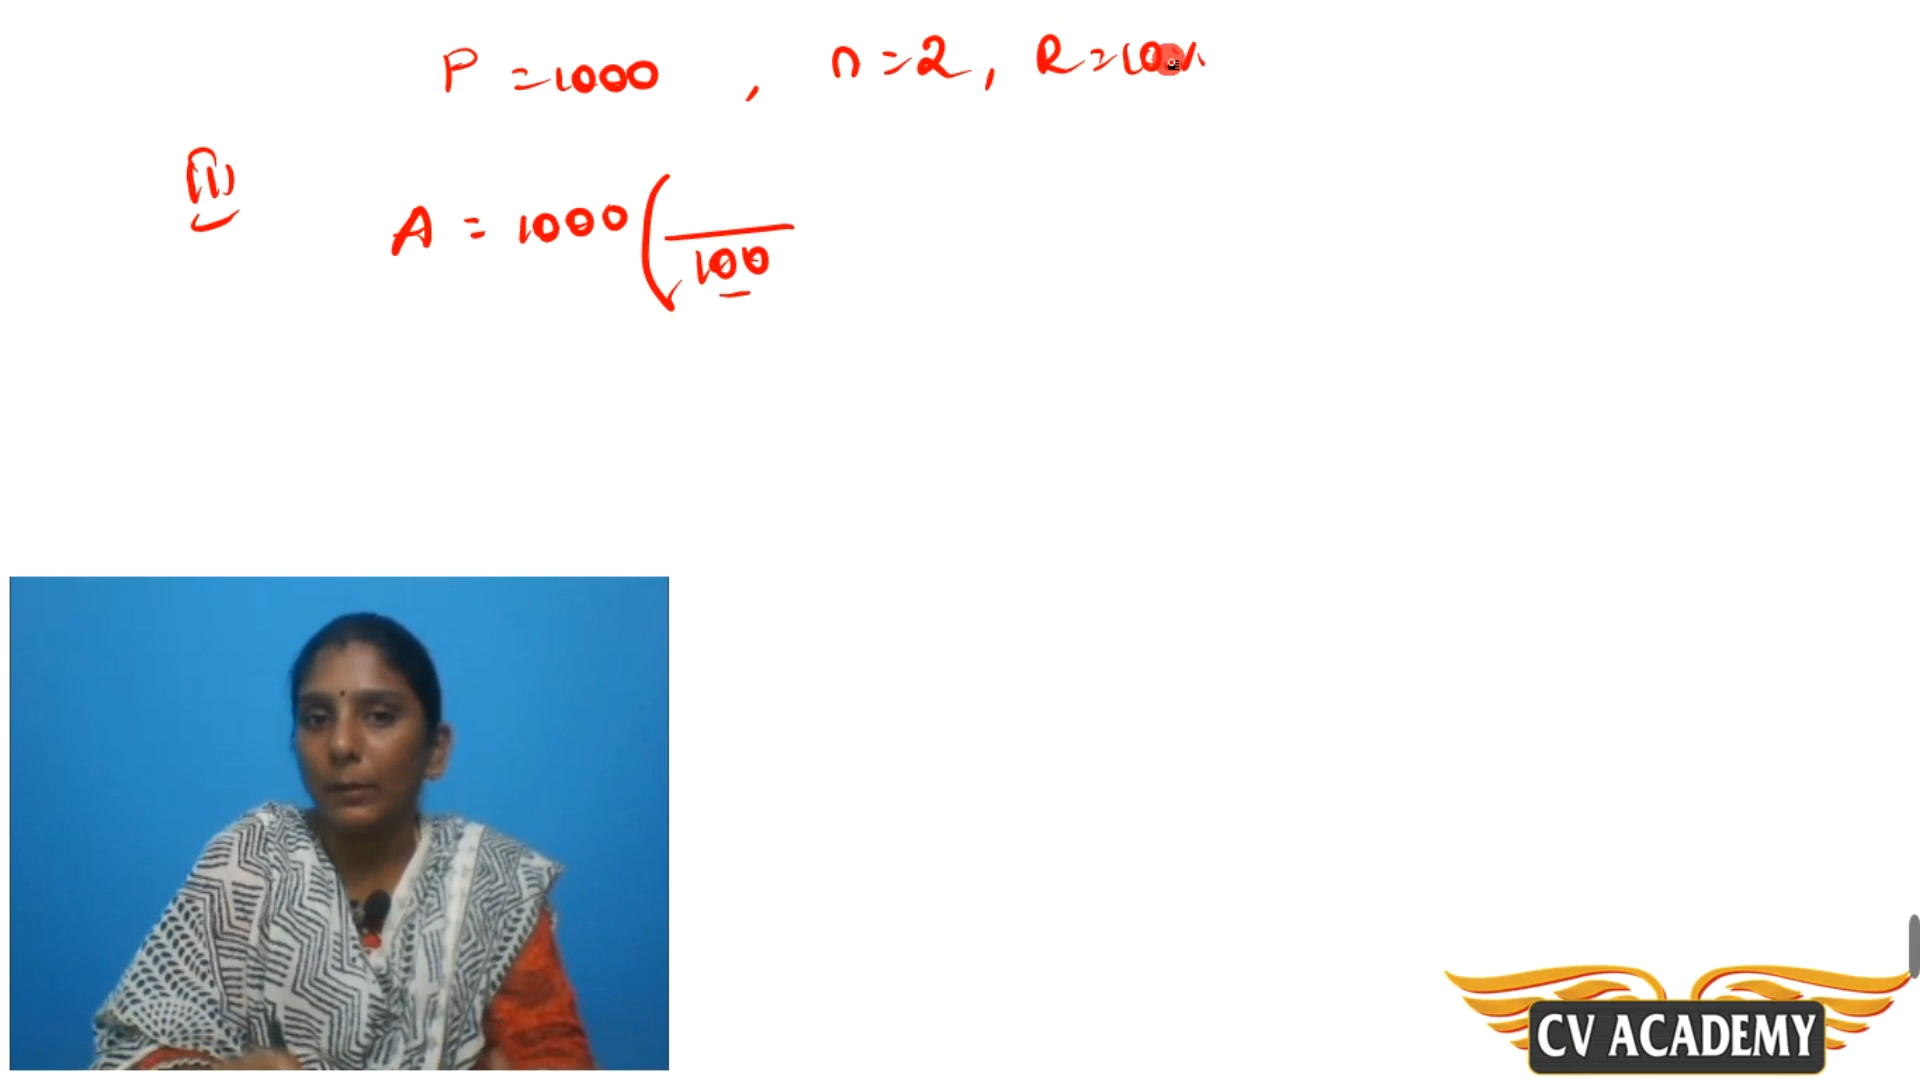 P = 1000 , n = 2 , R = 10%
(ii)
A = 1000 ( /100
CV ACADEMY